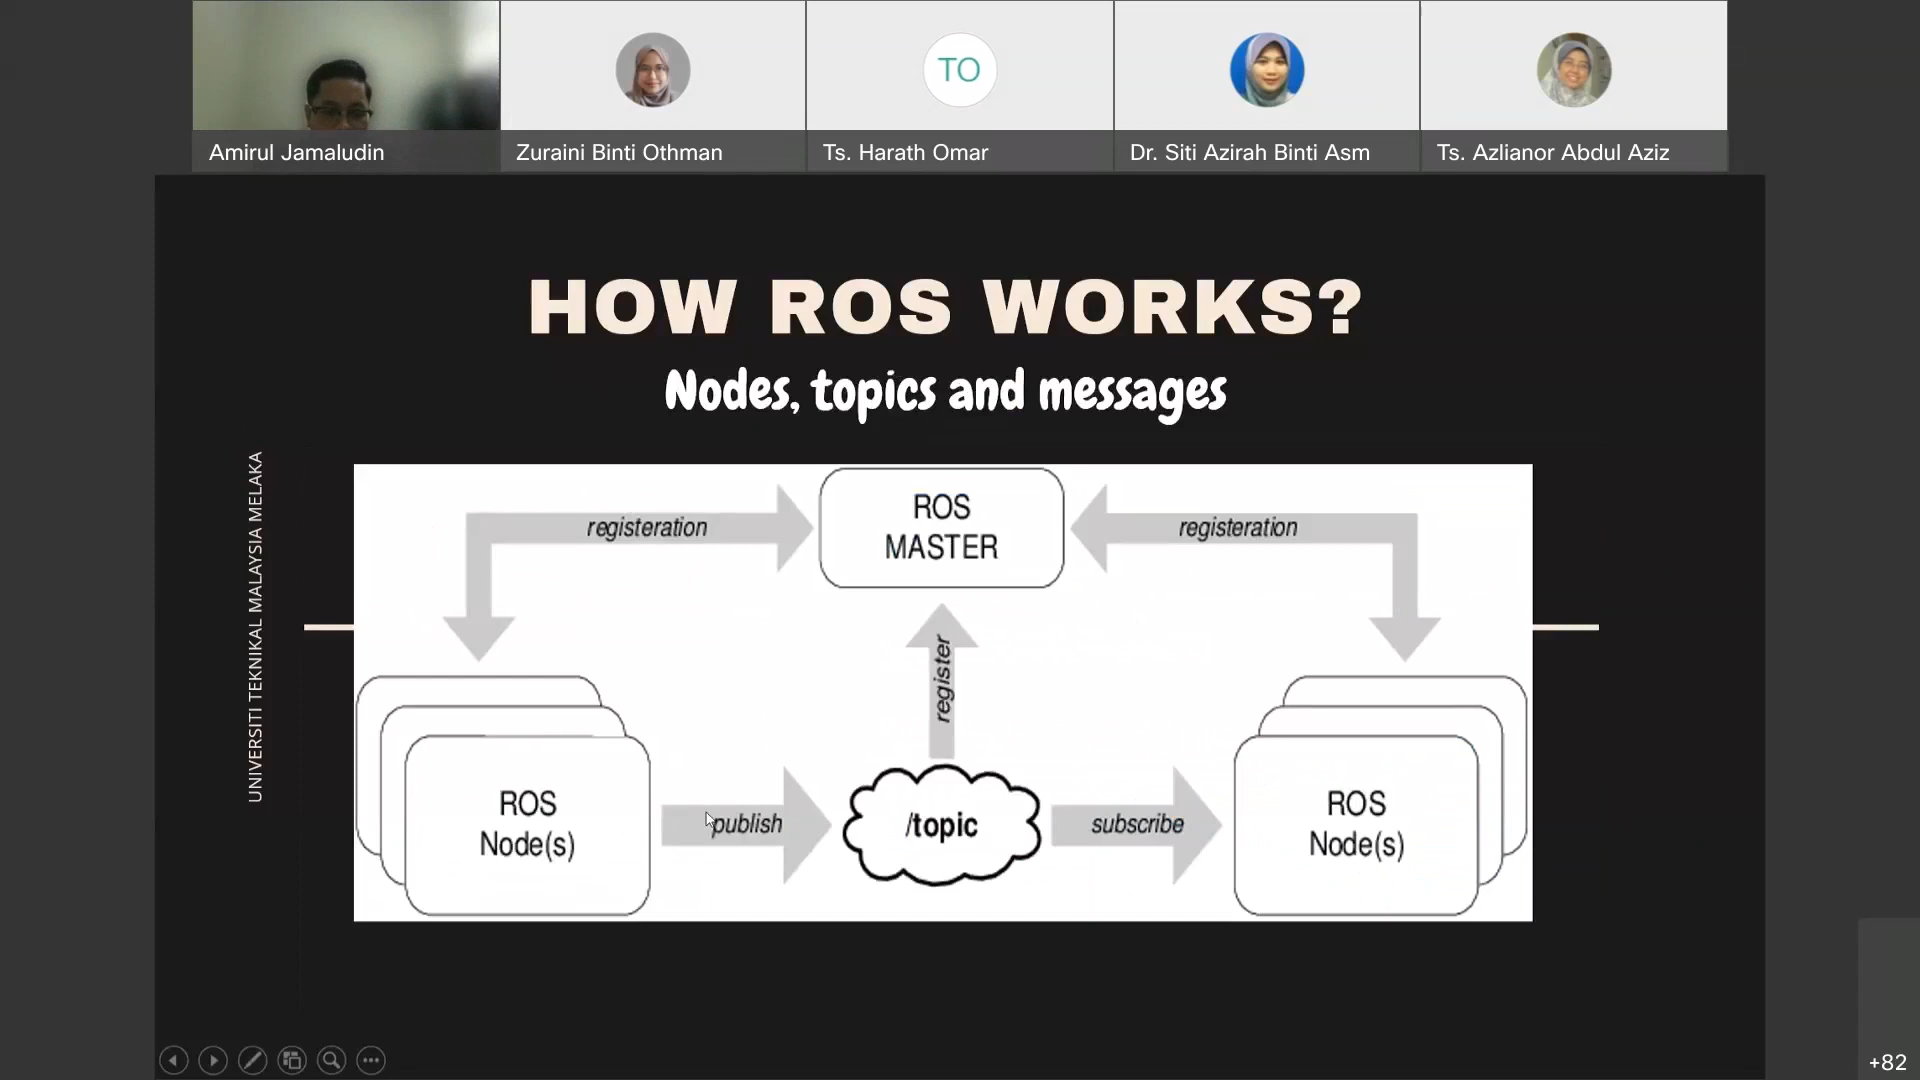 TO
Amirul Jamaludin
Zuraini Binti Othman
Ts. Harath Omar
Dr. Siti Azirah Binti Asm
Ts. Azlianor Abdul Aziz
HOW ROS WORKS?
Nodes, topics and messages
UNIVERSITI TEKNIKAL MALAYSIA MELAKA
registeration
ROS
MASTER
registeration
register
ROS
Node(s)
publish
/topic
subscribe
ROS
Node(s)
+82